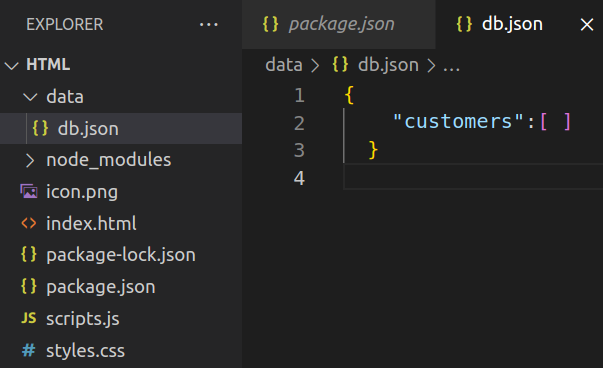 EXPLORER ...
HTML
data
{} db.json
node_modules
icon.png
<> index.html
{} package-lock.json
{} package.json
JS scripts.js
# styles.css
{} package.json
{} db.json ×
data > {} db.json > ...
1 {
2 "customers":[ ]
3 }
4